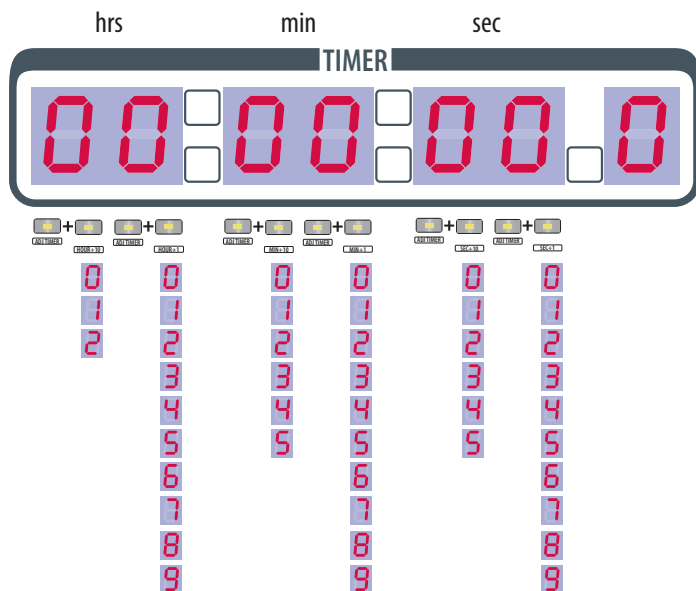 hrs min sec
TIMER
00 00 00 0
+ + + + + +
ADJ TIMER HOUR+10 ADJ TIMER HOUR+1 ADJ TIMER MIN+10 ADJ TIMER MIN+1 ADJ TIMER SEC+10 ADJ TIMER SEC+1
0 0 0 0 0 0
1 1 1 1 1 1
2 2 2 2 2 2
3 3 3 3 3
4 4 4 4 4
5 5 5 5 5
6 6 6
7 7 7
8 8 8
9 9 9